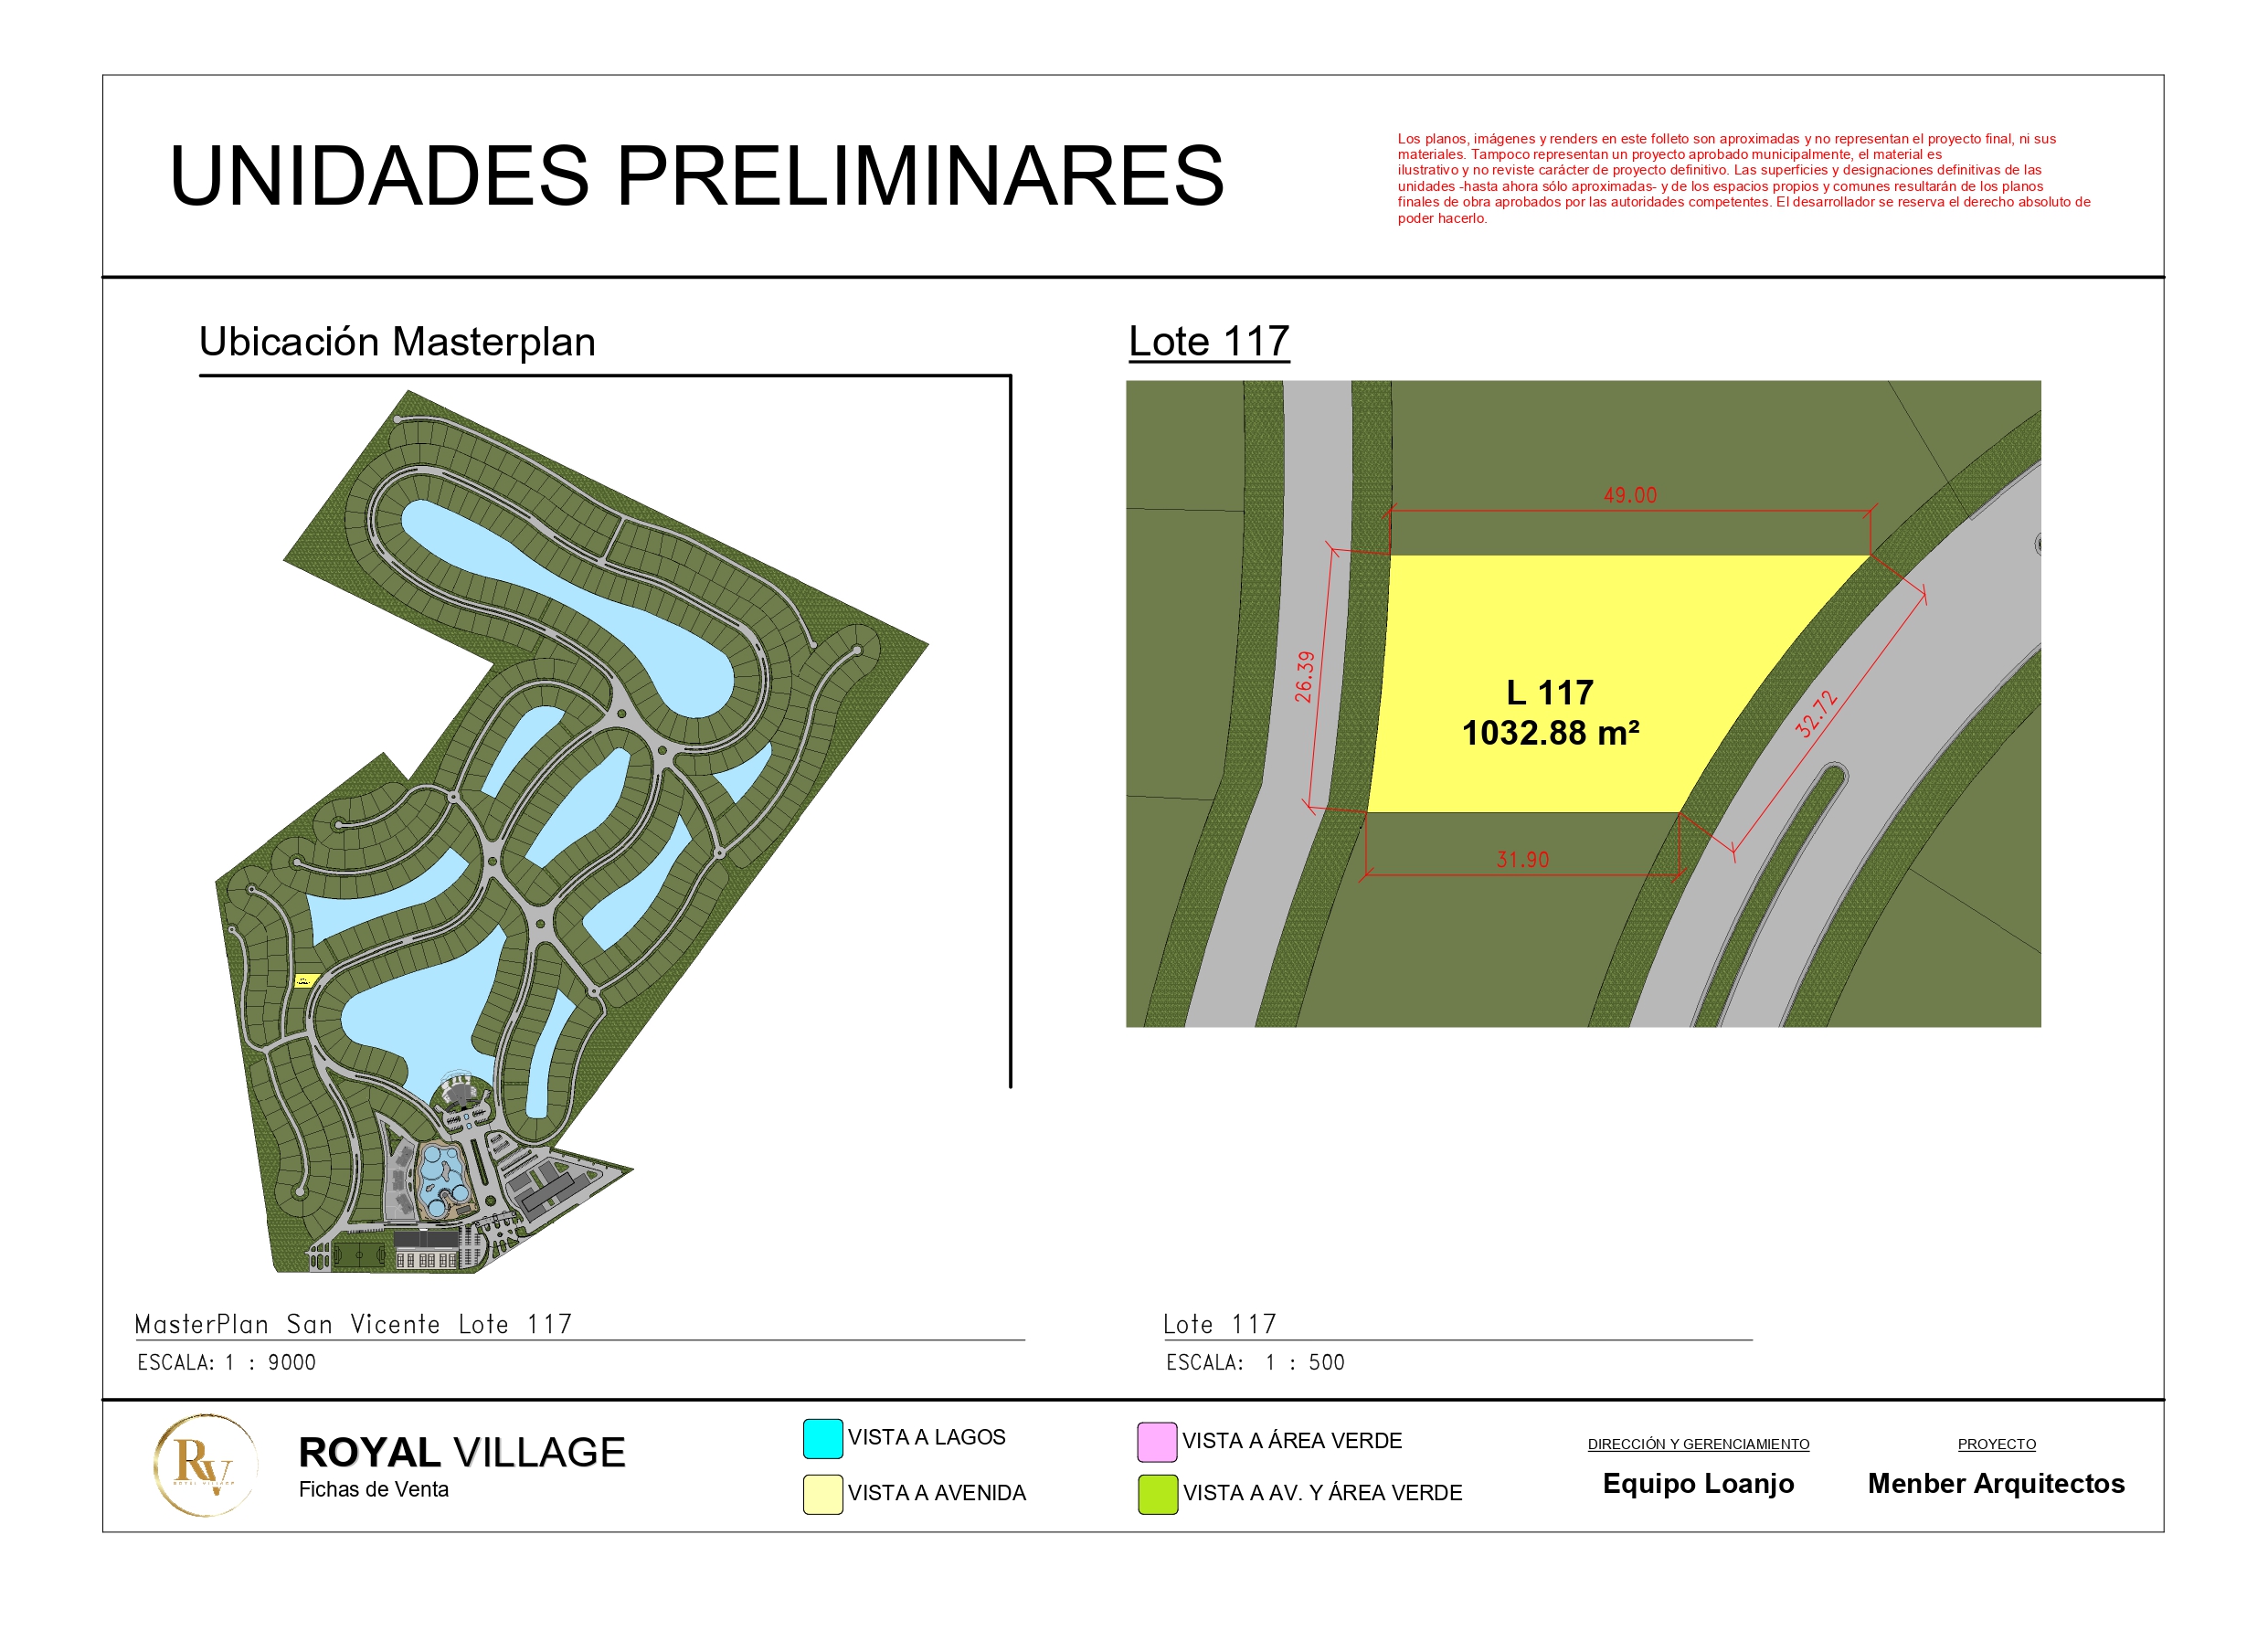 UNIDADES PRELIMINARES
Los planos, imágenes y renders en este folleto son aproximadas y no representan el proyecto final, ni sus
materiales. Tampoco representan un proyecto aprobado municipalmente, el material es
ilustrativo y no reviste carácter de proyecto definitivo. Las superficies y designaciones definitivas de las
unidades -hasta ahora sólo aproximadas- y de los espacios propios y comunes resultarán de los planos
finales de obra aprobados por las autoridades competentes. El desarrollador se reserva el derecho absoluto de
poder hacerlo.
Ubicación Masterplan
Lote 117
49.00
26.39
L 117
1032.88 m²
32.72
31.90
MasterPlan San Vicente Lote 117
ESCALA: 1 : 9000
Lote 117
ESCALA: 1 : 500
RV
ROYAL VILLAGE
ROYAL VILLAGE
Fichas de Venta
VISTA A LAGOS
VISTA A AVENIDA
VISTA A ÁREA VERDE
VISTA A AV. Y ÁREA VERDE
DIRECCIÓN Y GERENCIAMIENTO
Equipo Loanjo
PROYECTO
Menber Arquitectos